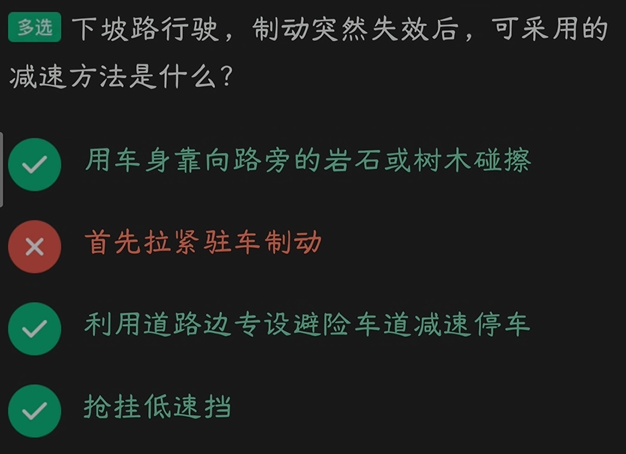 多选 下坡路行驶，制动突然失效后，可采用的
减速方法是什么？
用车身靠向路旁的岩石或树木碰擦
首先拉紧驻车制动
利用道路边专设避险车道减速停车
抢挂低速挡